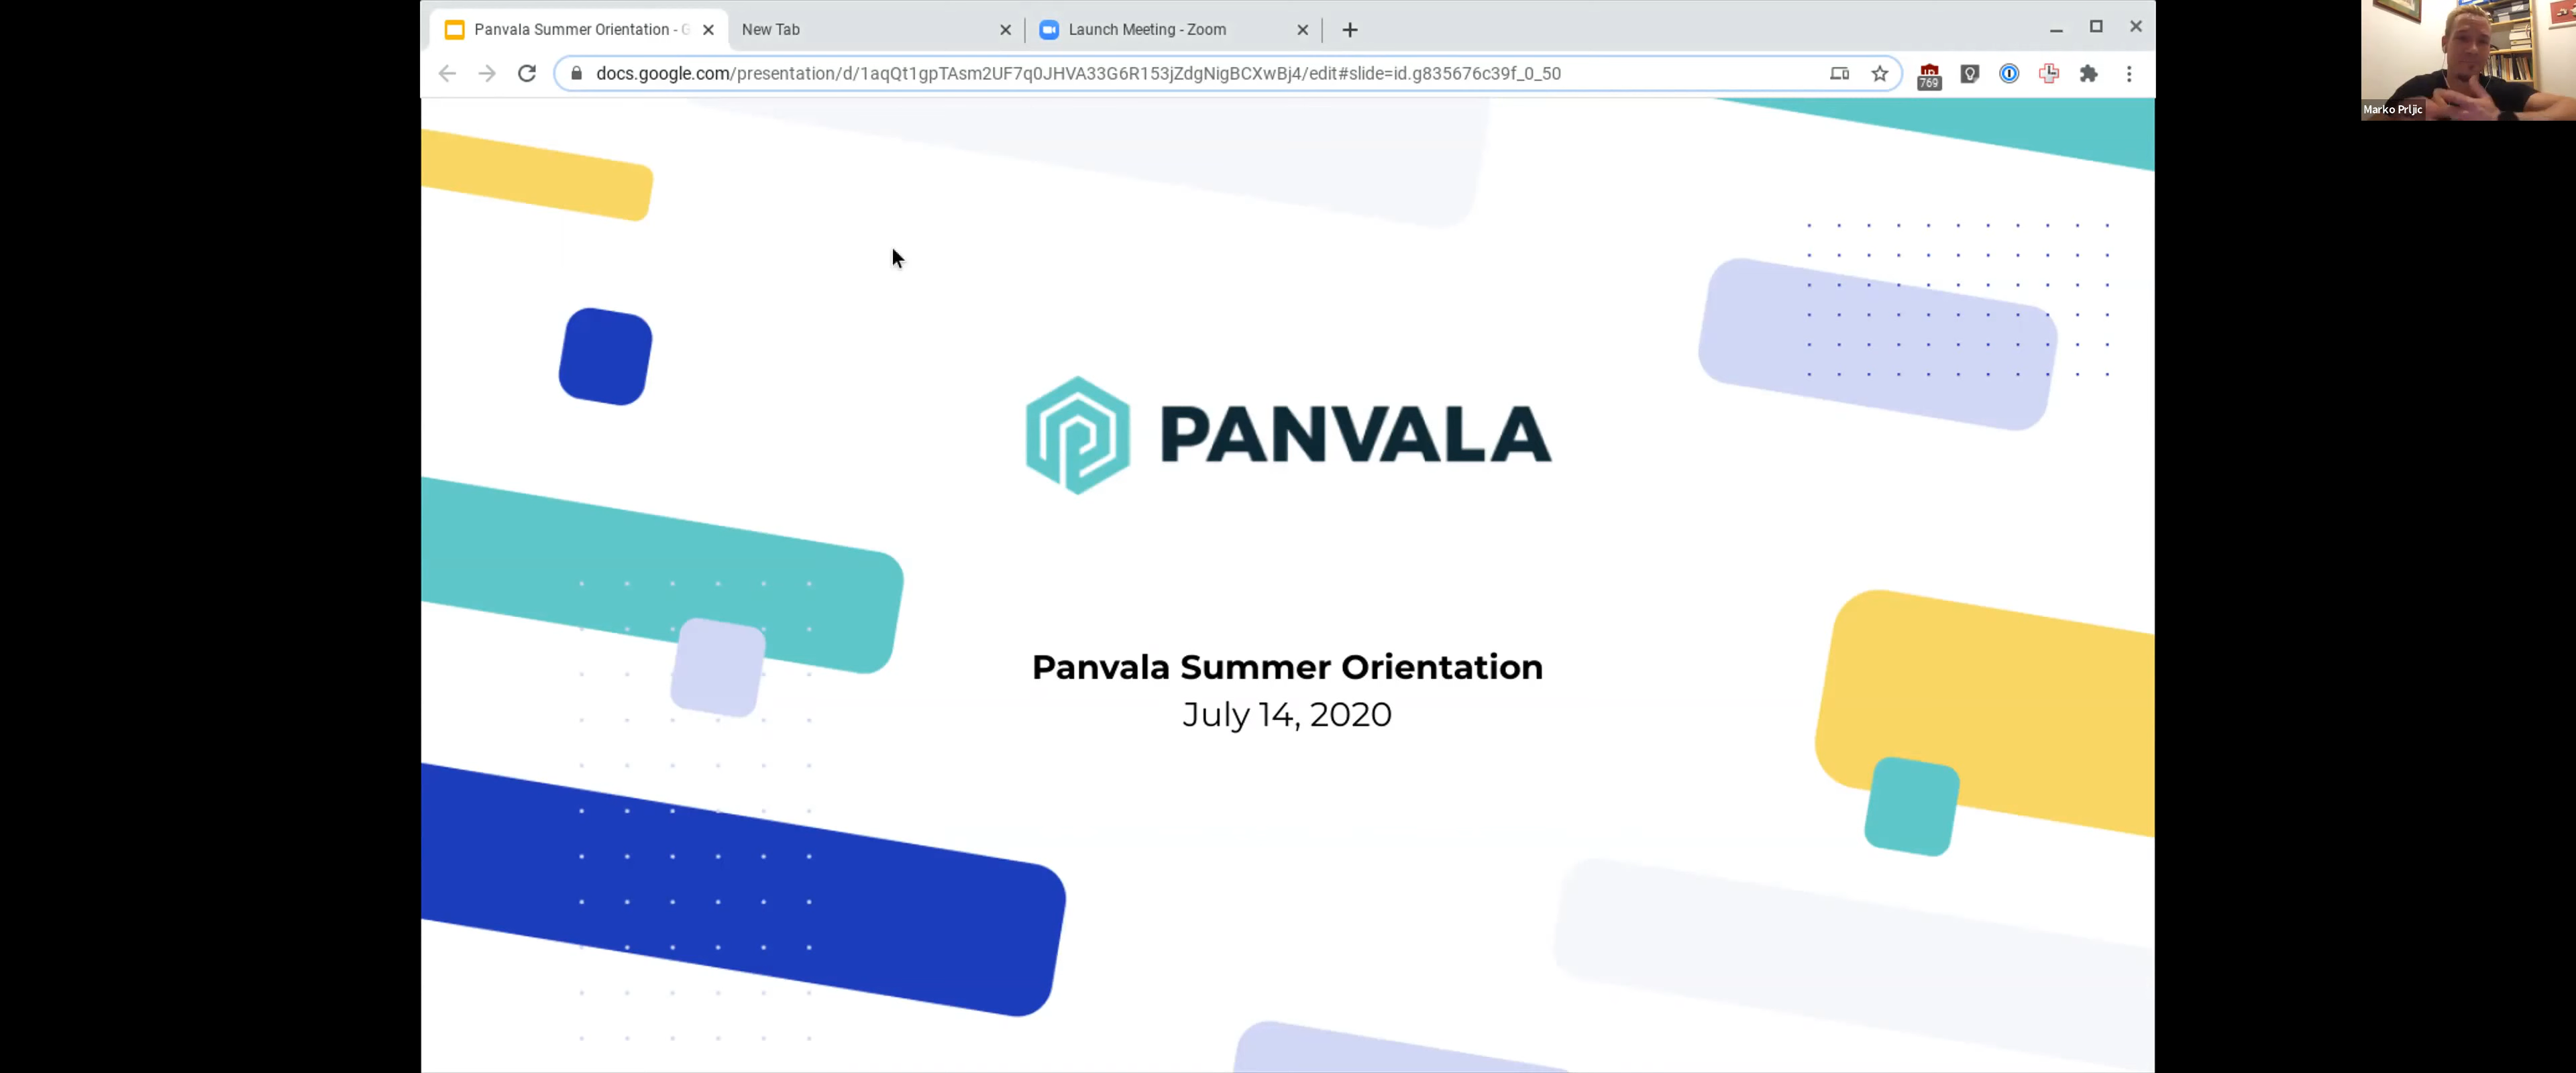 Panvala Summer Orientation - G
New Tab
Launch Meeting - Zoom
docs.google.com/presentation/d/1aqQt1gpTAsm2UF7q0JHVA33G6R153jZdgNigBCXwBj4/edit#slide=id.g835676c39f_0_50
769
Marko Prljic
PANVALA
Panvala Summer Orientation
July 14, 2020